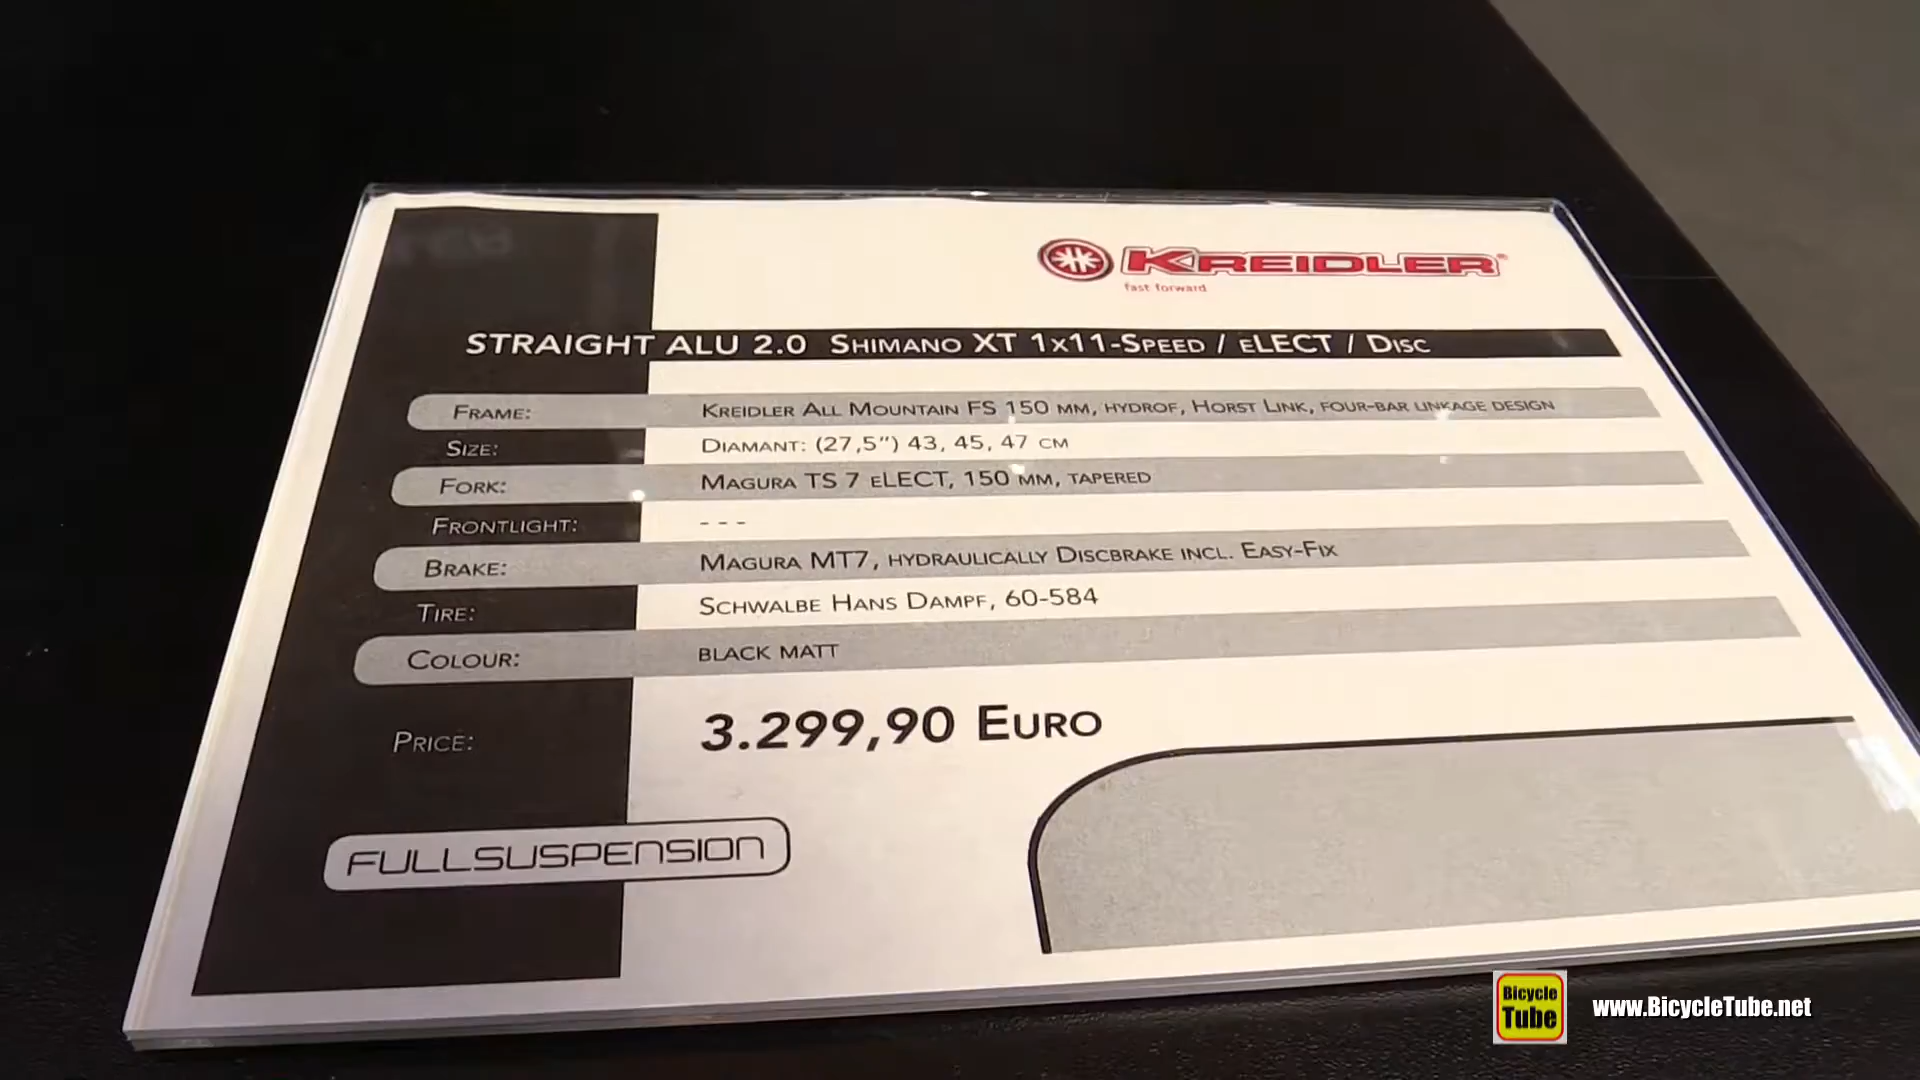 KREIDLER®
fast forward
STRAIGHT ALU 2.0 SHIMANO XT 1X11-SPEED / ELECT / DISC
FRAME: KREIDLER ALL MOUNTAIN FS 150 MM, HYDROF, HORST LINK, FOUR-BAR LINKAGE DESIGN
SIZE: DIAMANT: (27,5") 43, 45, 47 CM
FORK: MAGURA TS 7 ELECT, 150 MM, TAPERED
FRONTLIGHT: - - -
BRAKE: MAGURA MT7, HYDRAULICALLY DISCBRAKE INCL. EASY-FIX
TIRE: SCHWALBE HANS DAMPF, 60-584
COLOUR: BLACK MATT
PRICE: 3.299,90 EURO
FULLSUSPENSION
Bicycle
Tube
www.BicycleTube.net